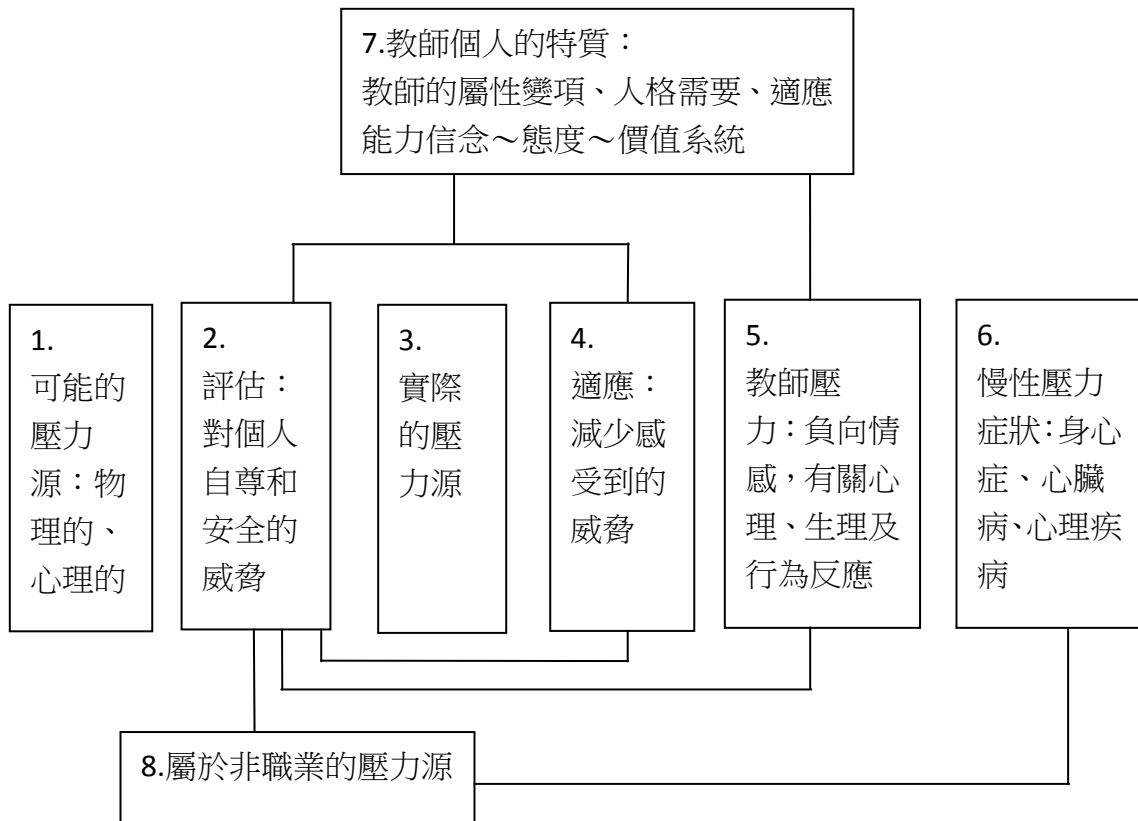 7.教師個人的特質：
教師的屬性變項、人格需要、適應
能力信念～態度～價值系統
1.
可能的
壓力
源：物
理的、
心理的
2.
評估：
對個人
自尊和
安全的
威脅
3.
實際
的壓
力源
4.
適應：
減少感
受到的
威脅
5.
教師壓
力：負向情
感，有關心
理、生理及
行為反應
6.
慢性壓力
症狀：身心
症、心臟
病、心理疾
病
8.屬於非職業的壓力源